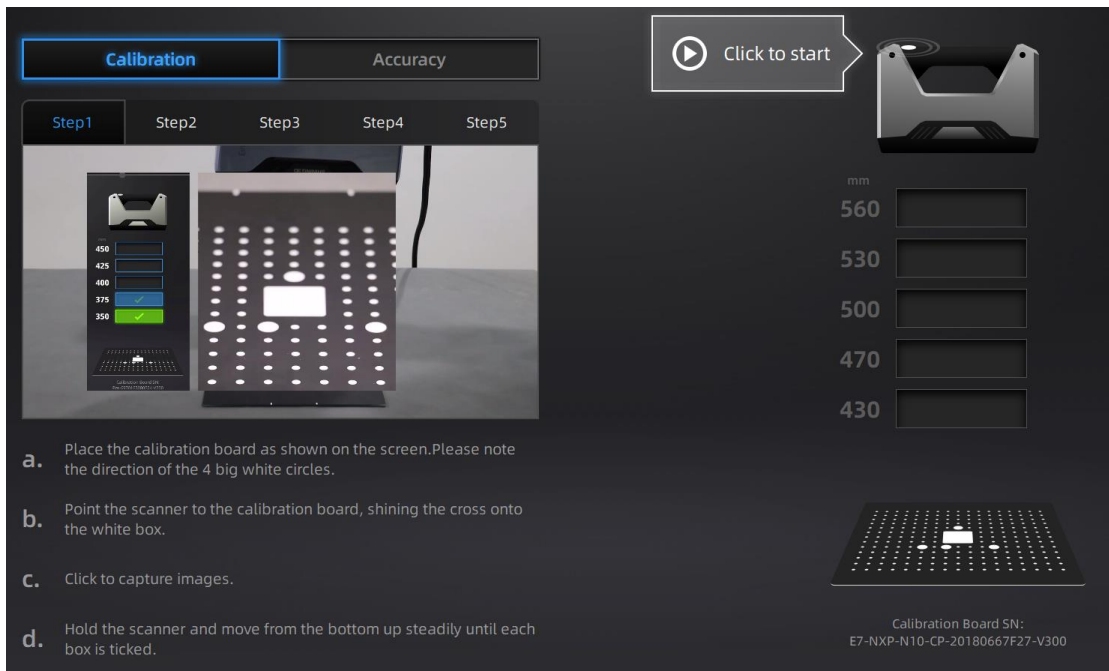 Calibration
Accuracy
Click to start
Step1
Step2
Step3
Step4
Step5
450
425
400
375
350
mm
560
530
500
470
430
a.
Place the calibration board as shown on the screen.Please note
the direction of the 4 big white circles.
b.
Point the scanner to the calibration board, shining the cross onto
the white box.
c.
Click to capture images.
d.
Hold the scanner and move from the bottom up steadily until each
box is ticked.
Calibration Board SN:
E7-NXP-N10-CP-20180667F27-V300